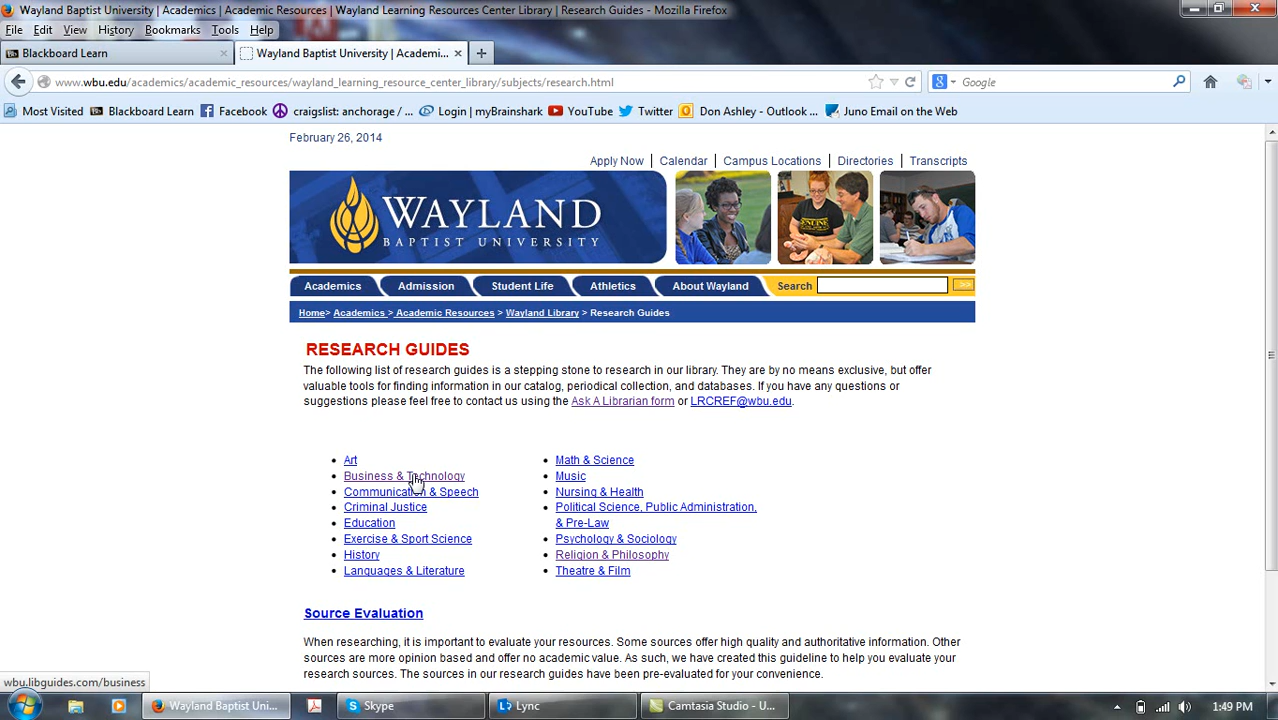 Wayland Baptist University | Academics | Academic Resources | Wayland Learning Resources Center Library | Research Guides - Mozilla Firefox
File Edit View History Bookmarks Tools Help
Blackboard Learn × Wayland Baptist University | Academi... × +
www.wbu.edu/academics/academic_resources/wayland_learning_resource_center_library/subjects/research.html Google
Most Visited Blackboard Learn Facebook craigslist: anchorage / ... Login | myBrainshark YouTube Twitter Don Ashley - Outlook ... Juno Email on the Web
February 26, 2014
Apply Now | Calendar | Campus Locations | Directories | Transcripts
WAYLAND
BAPTIST UNIVERSITY
Academics Admission Student Life Athletics About Wayland Search >>
Home> Academics > Academic Resources > Wayland Library > Research Guides
RESEARCH GUIDES
The following list of research guides is a stepping stone to research in our library. They are by no means exclusive, but offer
valuable tools for finding information in our catalog, periodical collection, and databases. If you have any questions or
suggestions please feel free to contact us using the Ask A Librarian form or LRCREF@wbu.edu.
• Art
• Business & Technology
• Communication & Speech
• Criminal Justice
• Education
• Exercise & Sport Science
• History
• Languages & Literature
• Math & Science
• Music
• Nursing & Health
• Political Science, Public Administration,
& Pre-Law
• Psychology & Sociology
• Religion & Philosophy
• Theatre & Film
Source Evaluation
When researching, it is important to evaluate your resources. Some sources offer high quality and authoritative information. Other
sources are more opinion based and offer no academic value. As such, we have created this guideline to help you evaluate your
research sources. The sources in our research guides have been pre-evaluated for your convenience.
wbu.libguides.com/business
Wayland Baptist Uni... Skype Lync Camtasia Studio - U... 1:49 PM